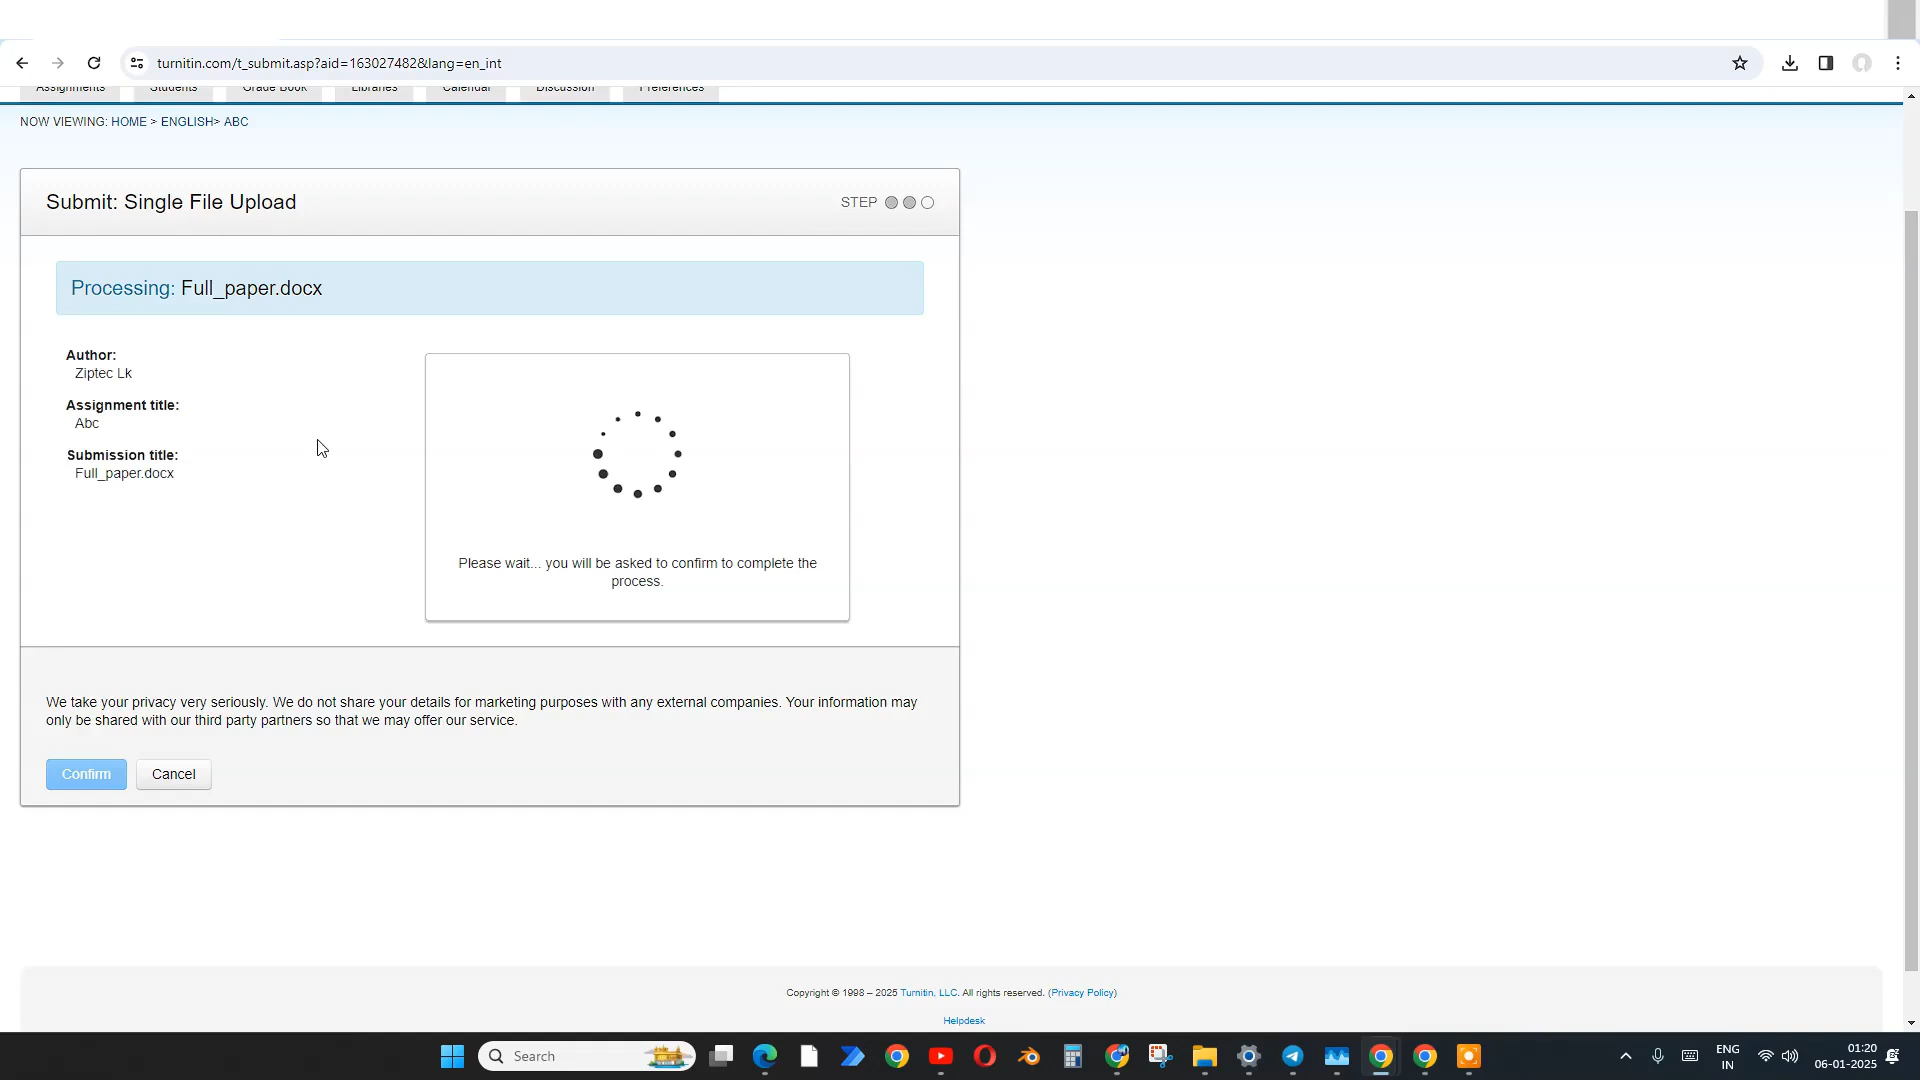 turnitin.com/t_submit.asp?aid=163027482&lang=en_int
Assignments Students Grade Book Libraries Calendar Discussion Preferences
NOW VIEWING: HOME > ENGLISH> ABC
Submit: Single File Upload
STEP
Processing: Full_paper.docx
Author:
Ziptec Lk
Assignment title:
Abc
Submission title:
Full_paper.docx
Please wait... you will be asked to confirm to complete the
process.
We take your privacy very seriously. We do not share your details for marketing purposes with any external companies. Your information may
only be shared with our third party partners so that we may offer our service.
Confirm Cancel
Copyright © 1998 – 2025 Turnitin, LLC. All rights reserved. (Privacy Policy)
Helpdesk
Search
ENG
IN
01:20
06-01-2025